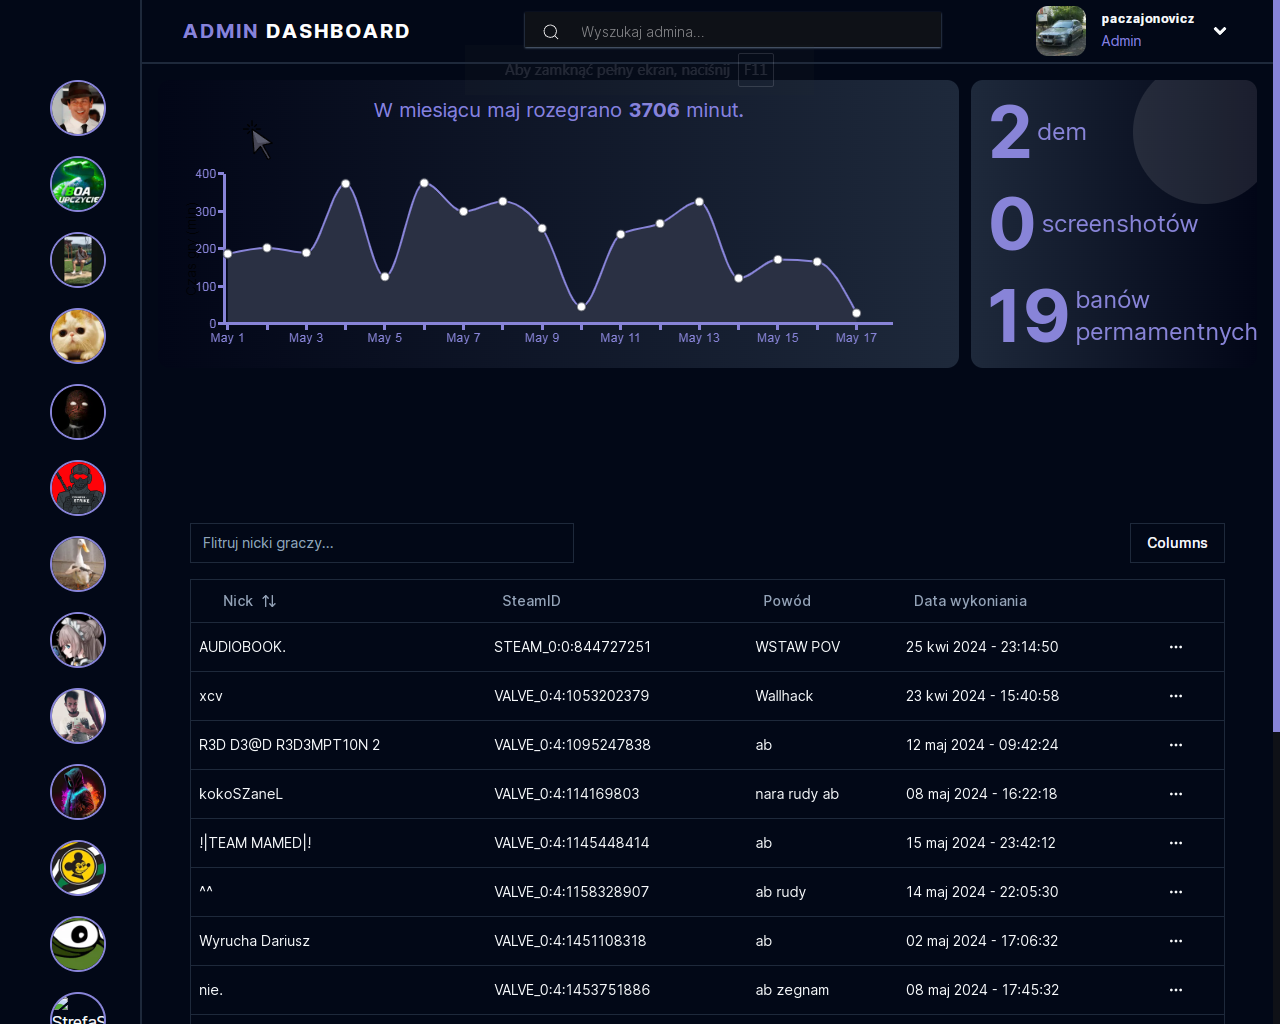 ADMIN DASHBOARD
Wyszukaj admina...
paczajonovicz
Admin
Aby zamknąć pełny ekran, naciśnij F11
W miesiącu maj rozegrano 3706 minut.
400
300
200
100
0
May 1 May 3 May 5 May 7 May 9 May 11 May 13 May 15 May 17
2 dem
0 screenshotów
19 banów
permamentnych
BOA
UPCZYCIE
STRIKE
StrefaS
Flitruj nicki graczy...
Columns
Nick SteamID Powód Data wykoniania
AUDIOBOOK. STEAM_0:0:844727251 WSTAW POV 25 kwi 2024 - 23:14:50 ...
xcv VALVE_0:4:1053202379 Wallhack 23 kwi 2024 - 15:40:58 ...
R3D D3@D R3D3MPT10N 2 VALVE_0:4:1095247838 ab 12 maj 2024 - 09:42:24 ...
kokoSZaneL VALVE_0:4:114169803 nara rudy ab 08 maj 2024 - 16:22:18 ...
!|TEAM MAMED|! VALVE_0:4:1145448414 ab 15 maj 2024 - 23:42:12 ...
^^ VALVE_0:4:1158328907 ab rudy 14 maj 2024 - 22:05:30 ...
Wyrucha Dariusz VALVE_0:4:1451108318 ab 02 maj 2024 - 17:06:32 ...
nie. VALVE_0:4:1453751886 ab zegnam 08 maj 2024 - 17:45:32 ...